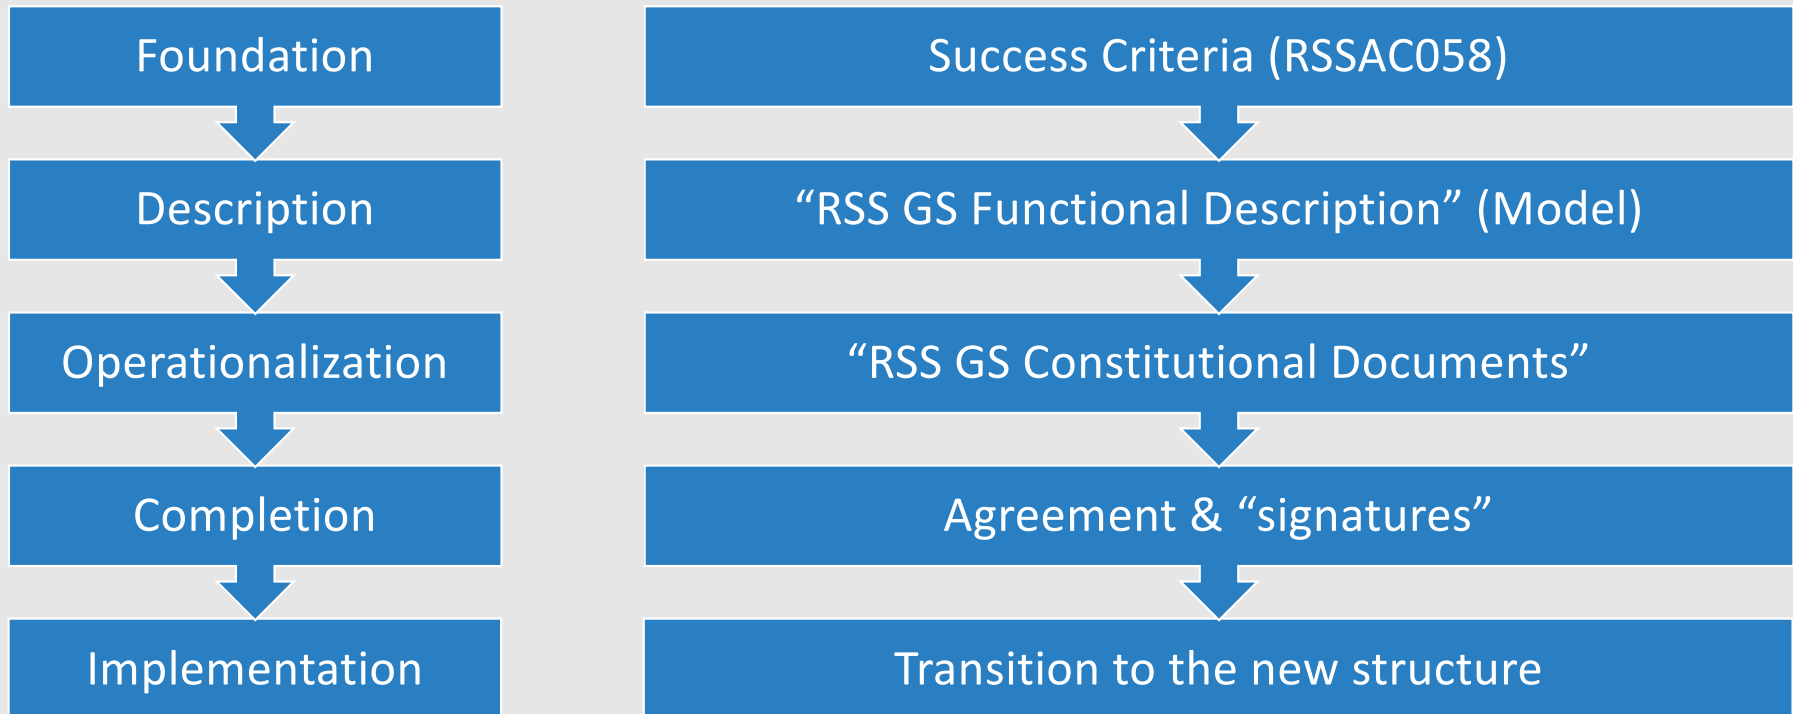 Foundation
Success Criteria (RSSAC058)
Description
“RSS GS Functional Description” (Model)
Operationalization
“RSS GS Constitutional Documents”
Completion
Agreement & “signatures”
Implementation
Transition to the new structure